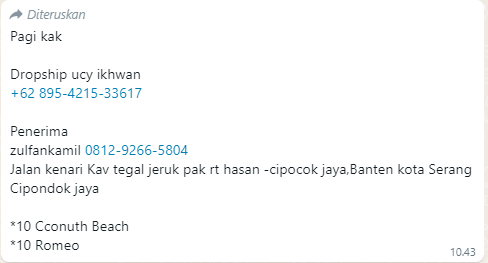 Diteruskan
Pagi kak
Dropship ucy ikhwan
+62 895-4215-33617
Penerima
zulfankamil 0812-9266-5804
Jalan kenari Kav tegal jeruk pak rt hasan -cipocok jaya,Banten kota Serang
Cipondok jaya
*10 Cconuth Beach
*10 Romeo
10.43